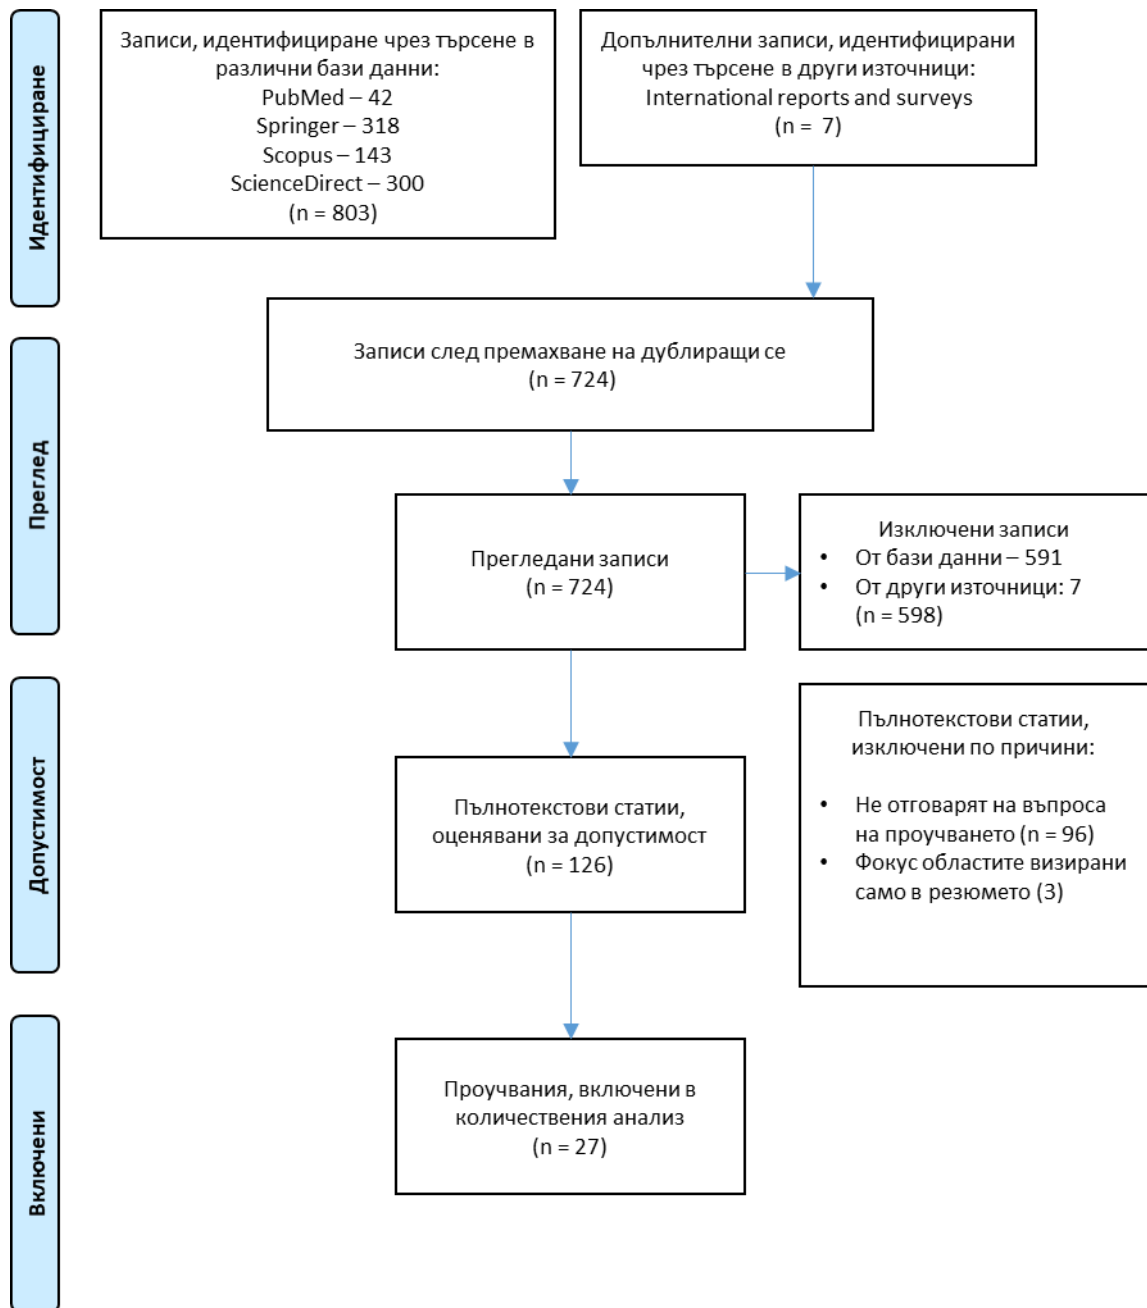 Идентифициране
Записи, идентифициране чрез търсене в
различни бази данни:
PubMed – 42
Springer – 318
Scopus – 143
ScienceDirect – 300
(n = 803)
Допълнителни записи, идентифицирани
чрез търсене в други източници:
International reports and surveys
(n = 7)
Преглед
Записи след премахване на дублиращи се
(n = 724)
Прегледани записи
(n = 724)
Изключени записи
• От бази данни – 591
• От други източници: 7
(n = 598)
Допустимост
Пълнотекстови статии,
оценявани за допустимост
(n = 126)
Пълнотекстови статии,
изключени по причини:
• Не отговарят на въпроса
на проучването (n = 96)
• Фокус областите визирани
само в резюмето (3)
Включени
Проучвания, включени в
количествения анализ
(n = 27)